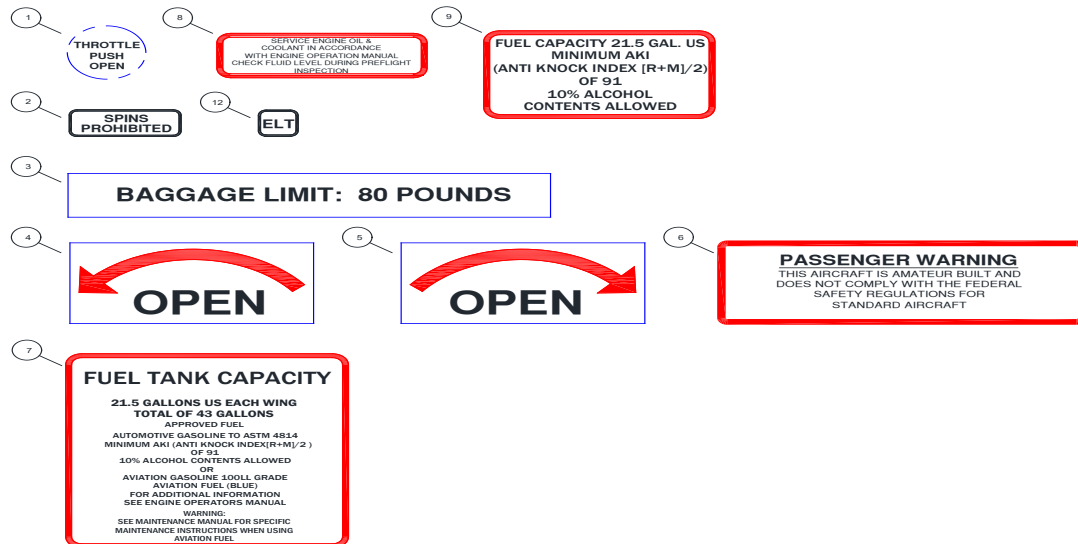 1
THROTTLE
PUSH
OPEN
8
SERVICE ENGINE OIL &
COOLANT IN ACCORDANCE
WITH ENGINE OPERATION MANUAL
CHECK FLUID LEVEL DURING PREFLIGHT
INSPECTION
9
FUEL CAPACITY 21.5 GAL. US
MINIMUM AKI
(ANTI KNOCK INDEX [R+M]/2)
OF 91
10% ALCOHOL
CONTENTS ALLOWED
2
SPINS
PROHIBITED
12
ELT
3
BAGGAGE LIMIT: 80 POUNDS
4
OPEN
5
OPEN
6
PASSENGER WARNING
THIS AIRCRAFT IS AMATEUR BUILT AND
DOES NOT COMPLY WITH THE FEDERAL
SAFETY REGULATIONS FOR
STANDARD AIRCRAFT
7
FUEL TANK CAPACITY
21.5 GALLONS US EACH WING
TOTAL OF 43 GALLONS
APPROVED FUEL
AUTOMOTIVE GASOLINE TO ASTM 4814
MINIMUM AKI (ANTI KNOCK INDEX[R+M]/2 )
OF 91
10% ALCOHOL CONTENTS ALLOWED
OR
AVIATION GASOLINE 100LL GRADE
AVIATION FUEL (BLUE)
FOR ADDITIONAL INFORMATION
SEE ENGINE OPERATORS MANUAL
WARNING:
SEE MAINTENANCE MANUAL FOR SPECIFIC
MAINTENANCE INSTRUCTIONS WHEN USING
AVIATION FUEL